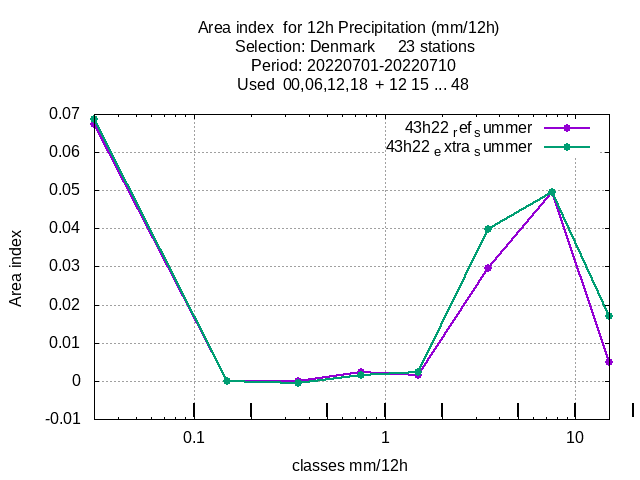 Area index  for 12h Precipitation (mm/12h)
Selection: Denmark     23 stations
Period: 20220701-20220710
Used  00,06,12,18  + 12 15 ... 48
0.07
0.06
0.05
0.04
0.03
0.02
0.01
0
-0.01
Area index
43h22 ref summer
43h22 extra summer
0.1
1
10
classes mm/12h